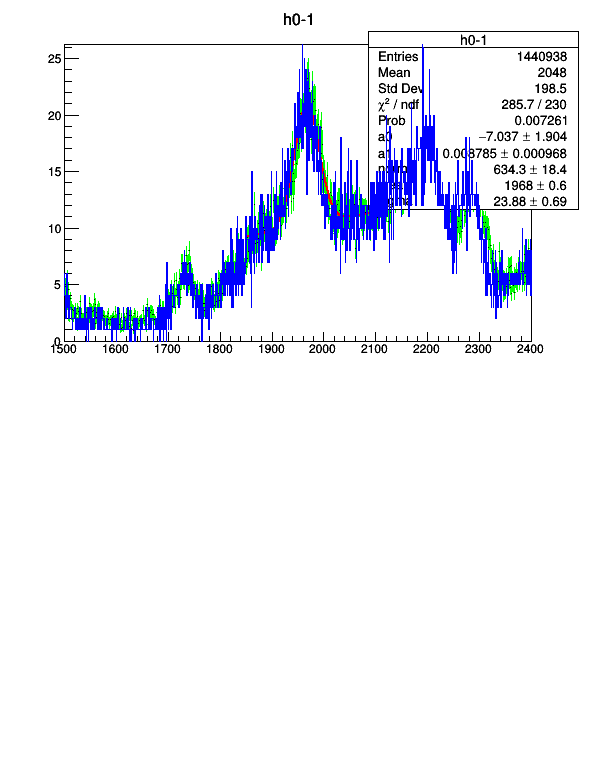 h0-1
h0-1
Entries 1440938
Mean 2048
Std Dev 198.5
χ² / ndf 285.7 / 230
Prob 0.007261
a0 −7.037 ± 1.904
0.008785 ± 0.000968
634.3 ± 18.4
1968 ± 0.6
23.88 ± 0.69
25
20
15
10
5
0
1500 1600 1700 1800 1900 2000 2100 2200 2300 2400